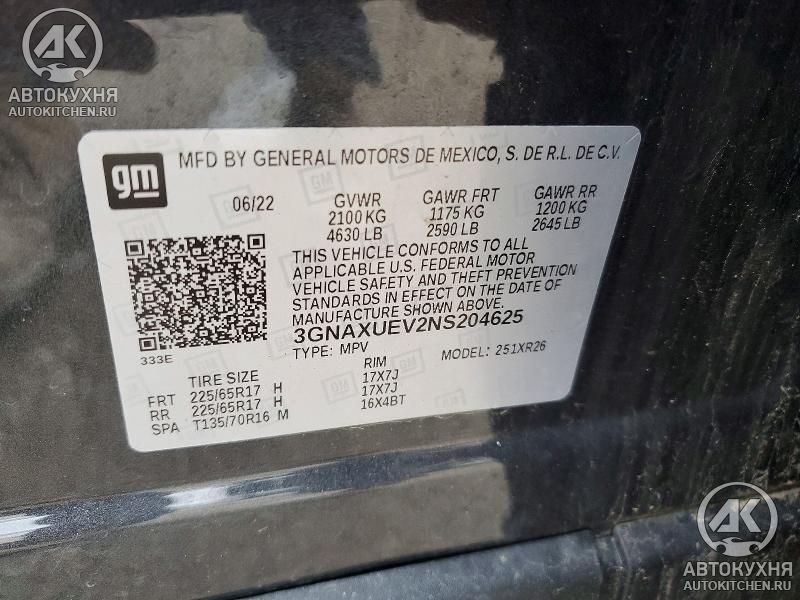 АК
АВТОКУХНЯ
AUTOKITCHEN.RU
gm
MFD BY GENERAL MOTORS DE MEXICO, S. DE R.L. DE C.V.
06/22 GVWR GAWR FRT GAWR RR
2100 KG 1175 KG 1200 KG
4630 LB 2590 LB 2645 LB
THIS VEHICLE CONFORMS TO ALL
APPLICABLE U.S. FEDERAL MOTOR
VEHICLE SAFETY AND THEFT PREVENTION
STANDARDS IN EFFECT ON THE DATE OF
MANUFACTURE SHOWN ABOVE.
3GNAXUEV2NS204625
333E TYPE: MPV MODEL: 251XR26
TIRE SIZE RIM
FRT 225/65R17 H 17X7J
RR 225/65R17 H 17X7J
SPA T135/70R16 M 16X4BT
АК
АВТОКУХНЯ
AUTOKITCHEN.RU